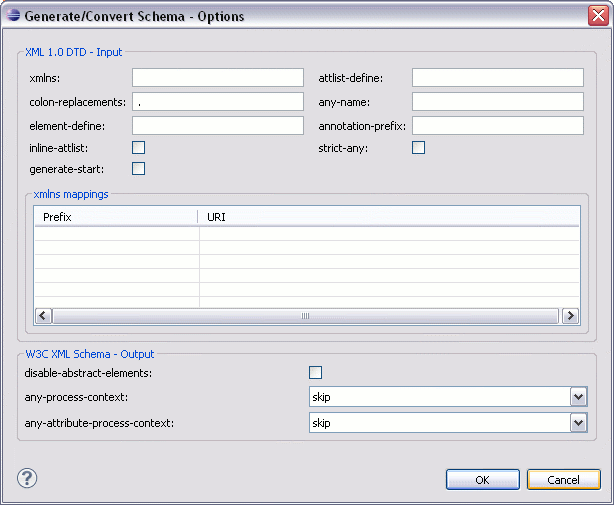 Generate/Convert Schema - Options
XML 1.0 DTD - Input
xmlns: attlist-define:
colon-replacements: . any-name:
element-define: annotation-prefix:
inline-attlist: strict-any:
generate-start:
xmlns mappings
Prefix URI
W3C XML Schema - Output
disable-abstract-elements:
any-process-context: skip
any-attribute-process-context: skip
? OK Cancel